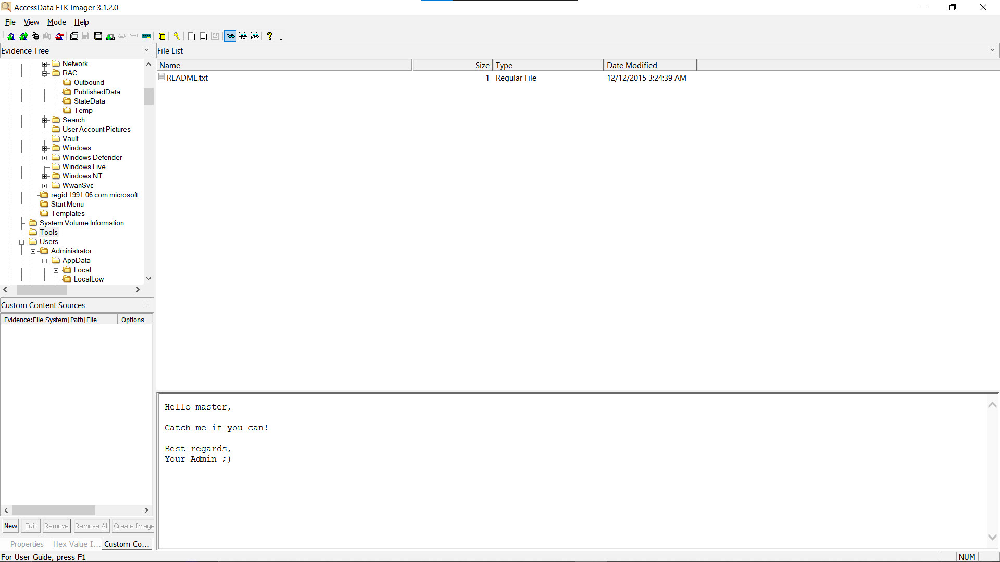 AccessData FTK Imager 3.1.2.0
File View Mode Help
TEXT HEX
Evidence Tree
Network
RAC
Outbound
PublishedData
StateData
Temp
Search
User Account Pictures
Vault
Windows
Windows Defender
Windows Live
Windows NT
WwanSvc
regid.1991-06.com.microsoft
Start Menu
Templates
System Volume Information
Tools
Users
Administrator
AppData
Local
LocalLow
Custom Content Sources
Evidence:File System|Path|File Options
New Edit Remove Remove All Create Image
Properties Hex Value I... Custom Co...
File List
Name Size Type Date Modified
README.txt 1 Regular File 12/12/2015 3:24:39 AM
Hello master,
Catch me if you can!
Best regards,
Your Admin ;)
For User Guide, press F1
NUM